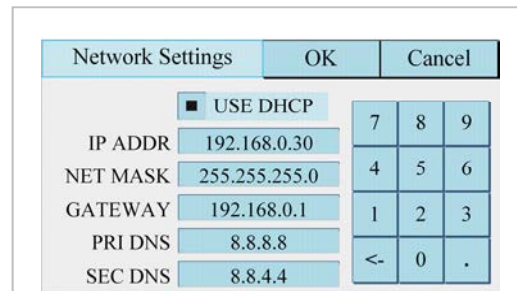 Network Settings OK Cancel
USE DHCP
IP ADDR 192.168.0.30
NET MASK 255.255.255.0
GATEWAY 192.168.0.1
PRI DNS 8.8.8.8
SEC DNS 8.8.4.4
7 8 9
4 5 6
1 2 3
<- 0 .